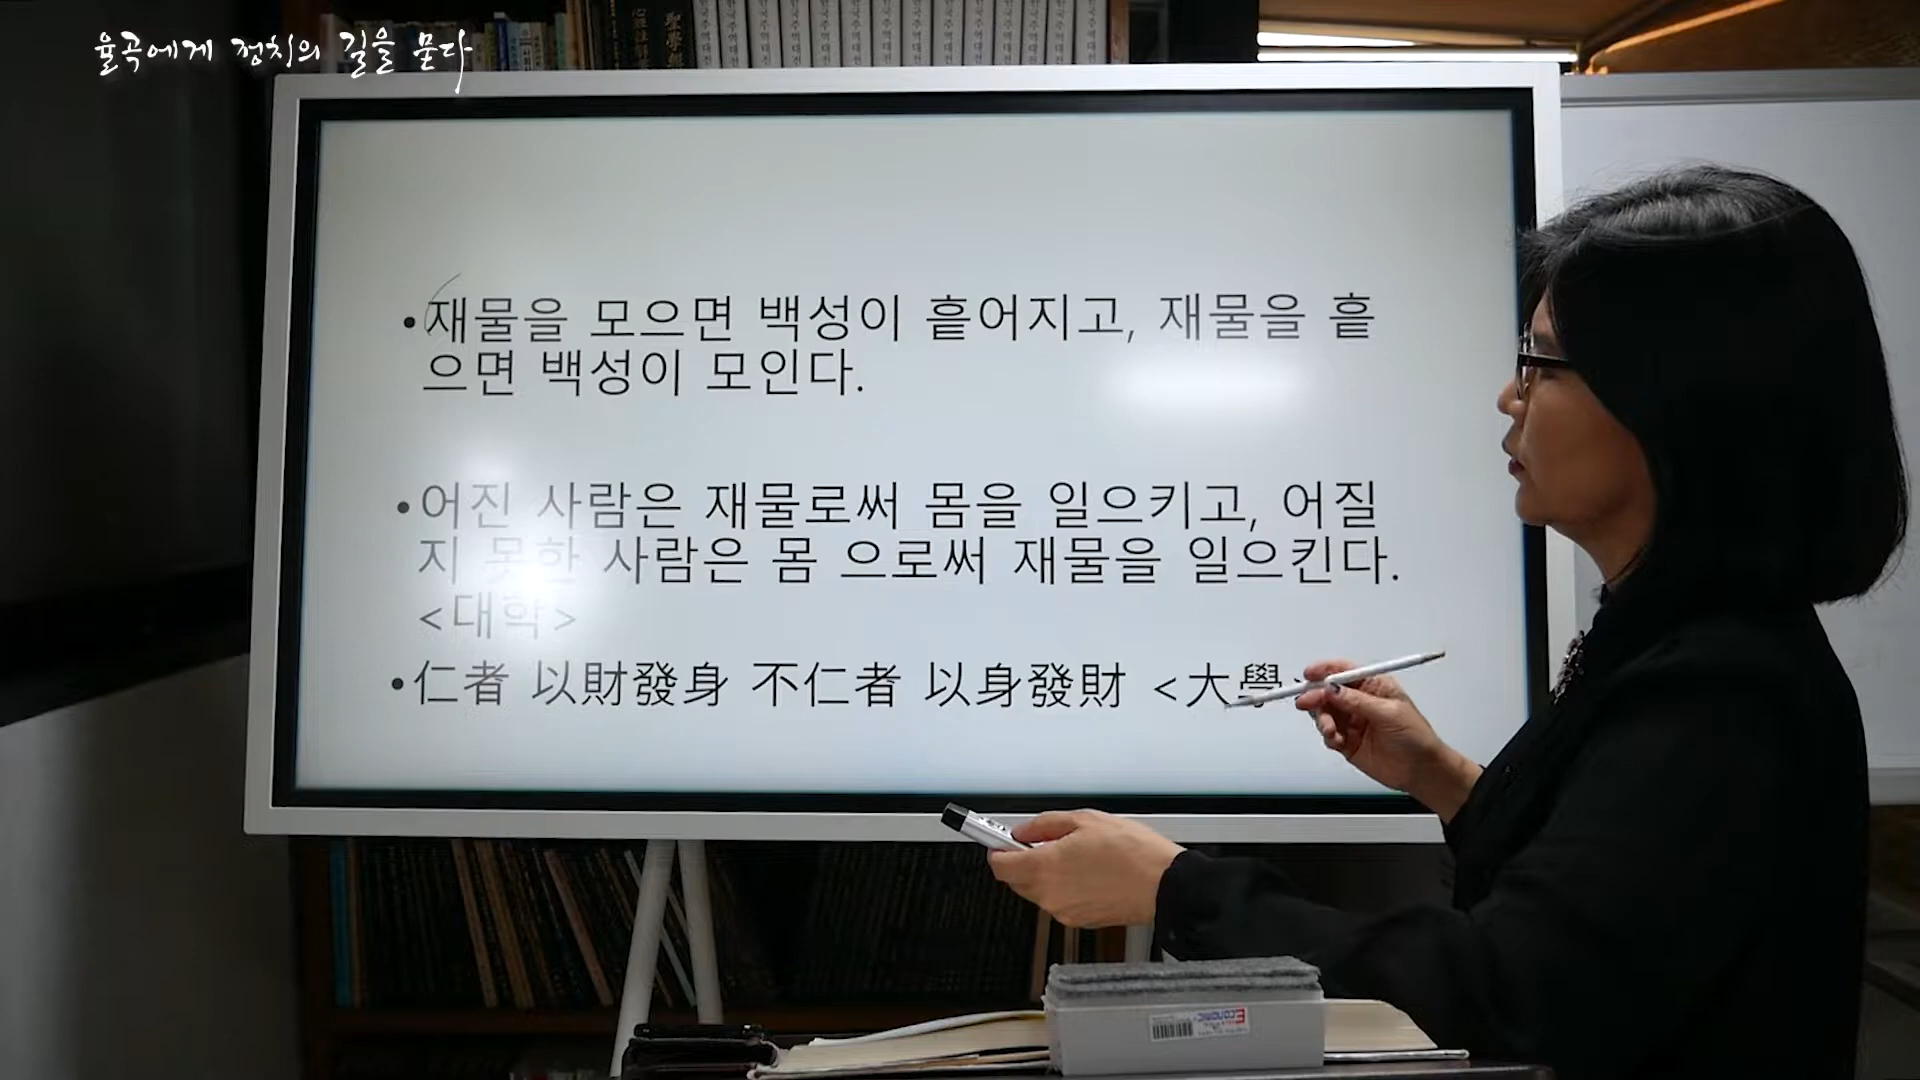 율곡에게 정치의 길을 묻다
• 재물을 모으면 백성이 흩어지고, 재물을 흩
으면 백성이 모인다.
• 어진 사람은 재물로써 몸을 일으키고, 어질
지 못한 사람은 몸 으로써 재물을 일으킨다.
<대학>
• 仁者 以財發身 不仁者 以身發財 <大學>
ECONOMIC